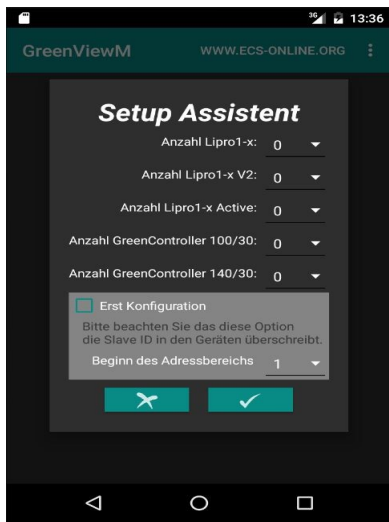 3G 13:36
GreenViewM WWW.ECS-ONLINE.ORG
Setup Assistent
Anzahl Lipro1-x: 0
Anzahl Lipro1-x V2: 0
Anzahl Lipro1-x Active: 0
Anzahl GreenController 100/30: 0
Anzahl GreenController 140/30: 0
Erst Konfiguration
Bitte beachten Sie das diese Option
die Slave ID in den Geräten überschreibt.
Beginn des Adressbereichs 1